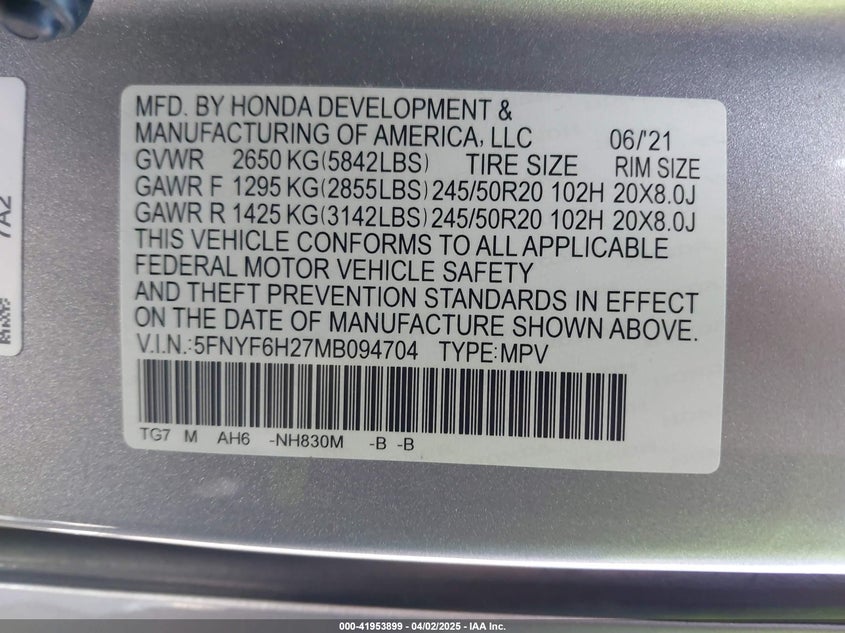 MFD. BY HONDA DEVELOPMENT &
MANUFACTURING OF AMERICA, LLC 06/'21
GVWR 2650 KG(5842LBS) TIRE SIZE RIM SIZE
GAWR F 1295 KG(2855LBS) 245/50R20 102H 20X8.0J
GAWR R 1425 KG(3142LBS) 245/50R20 102H 20X8.0J
THIS VEHICLE CONFORMS TO ALL APPLICABLE
FEDERAL MOTOR VEHICLE SAFETY
AND THEFT PREVENTION STANDARDS IN EFFECT
ON THE DATE OF MANUFACTURE SHOWN ABOVE.
V.I.N.:5FNYF6H27MB094704 TYPE:MPV
TG7 M AH6 -NH830M -B -B
7A2
000-41953899 - 04/02/2025 - IAA Inc.